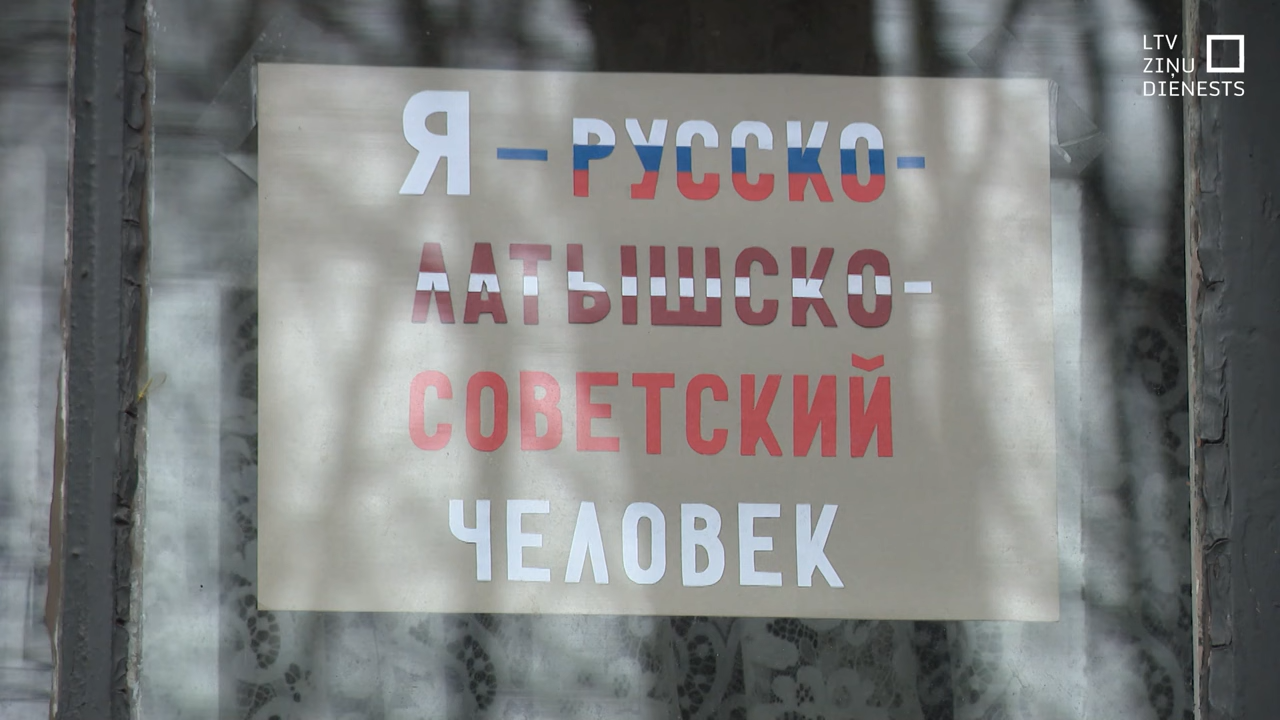 LTV
ZIŅU
DIENESTS
Я – РУССКО-
ЛАТЫШСКО-
СОВЕТСКИЙ
ЧЕЛОВЕК